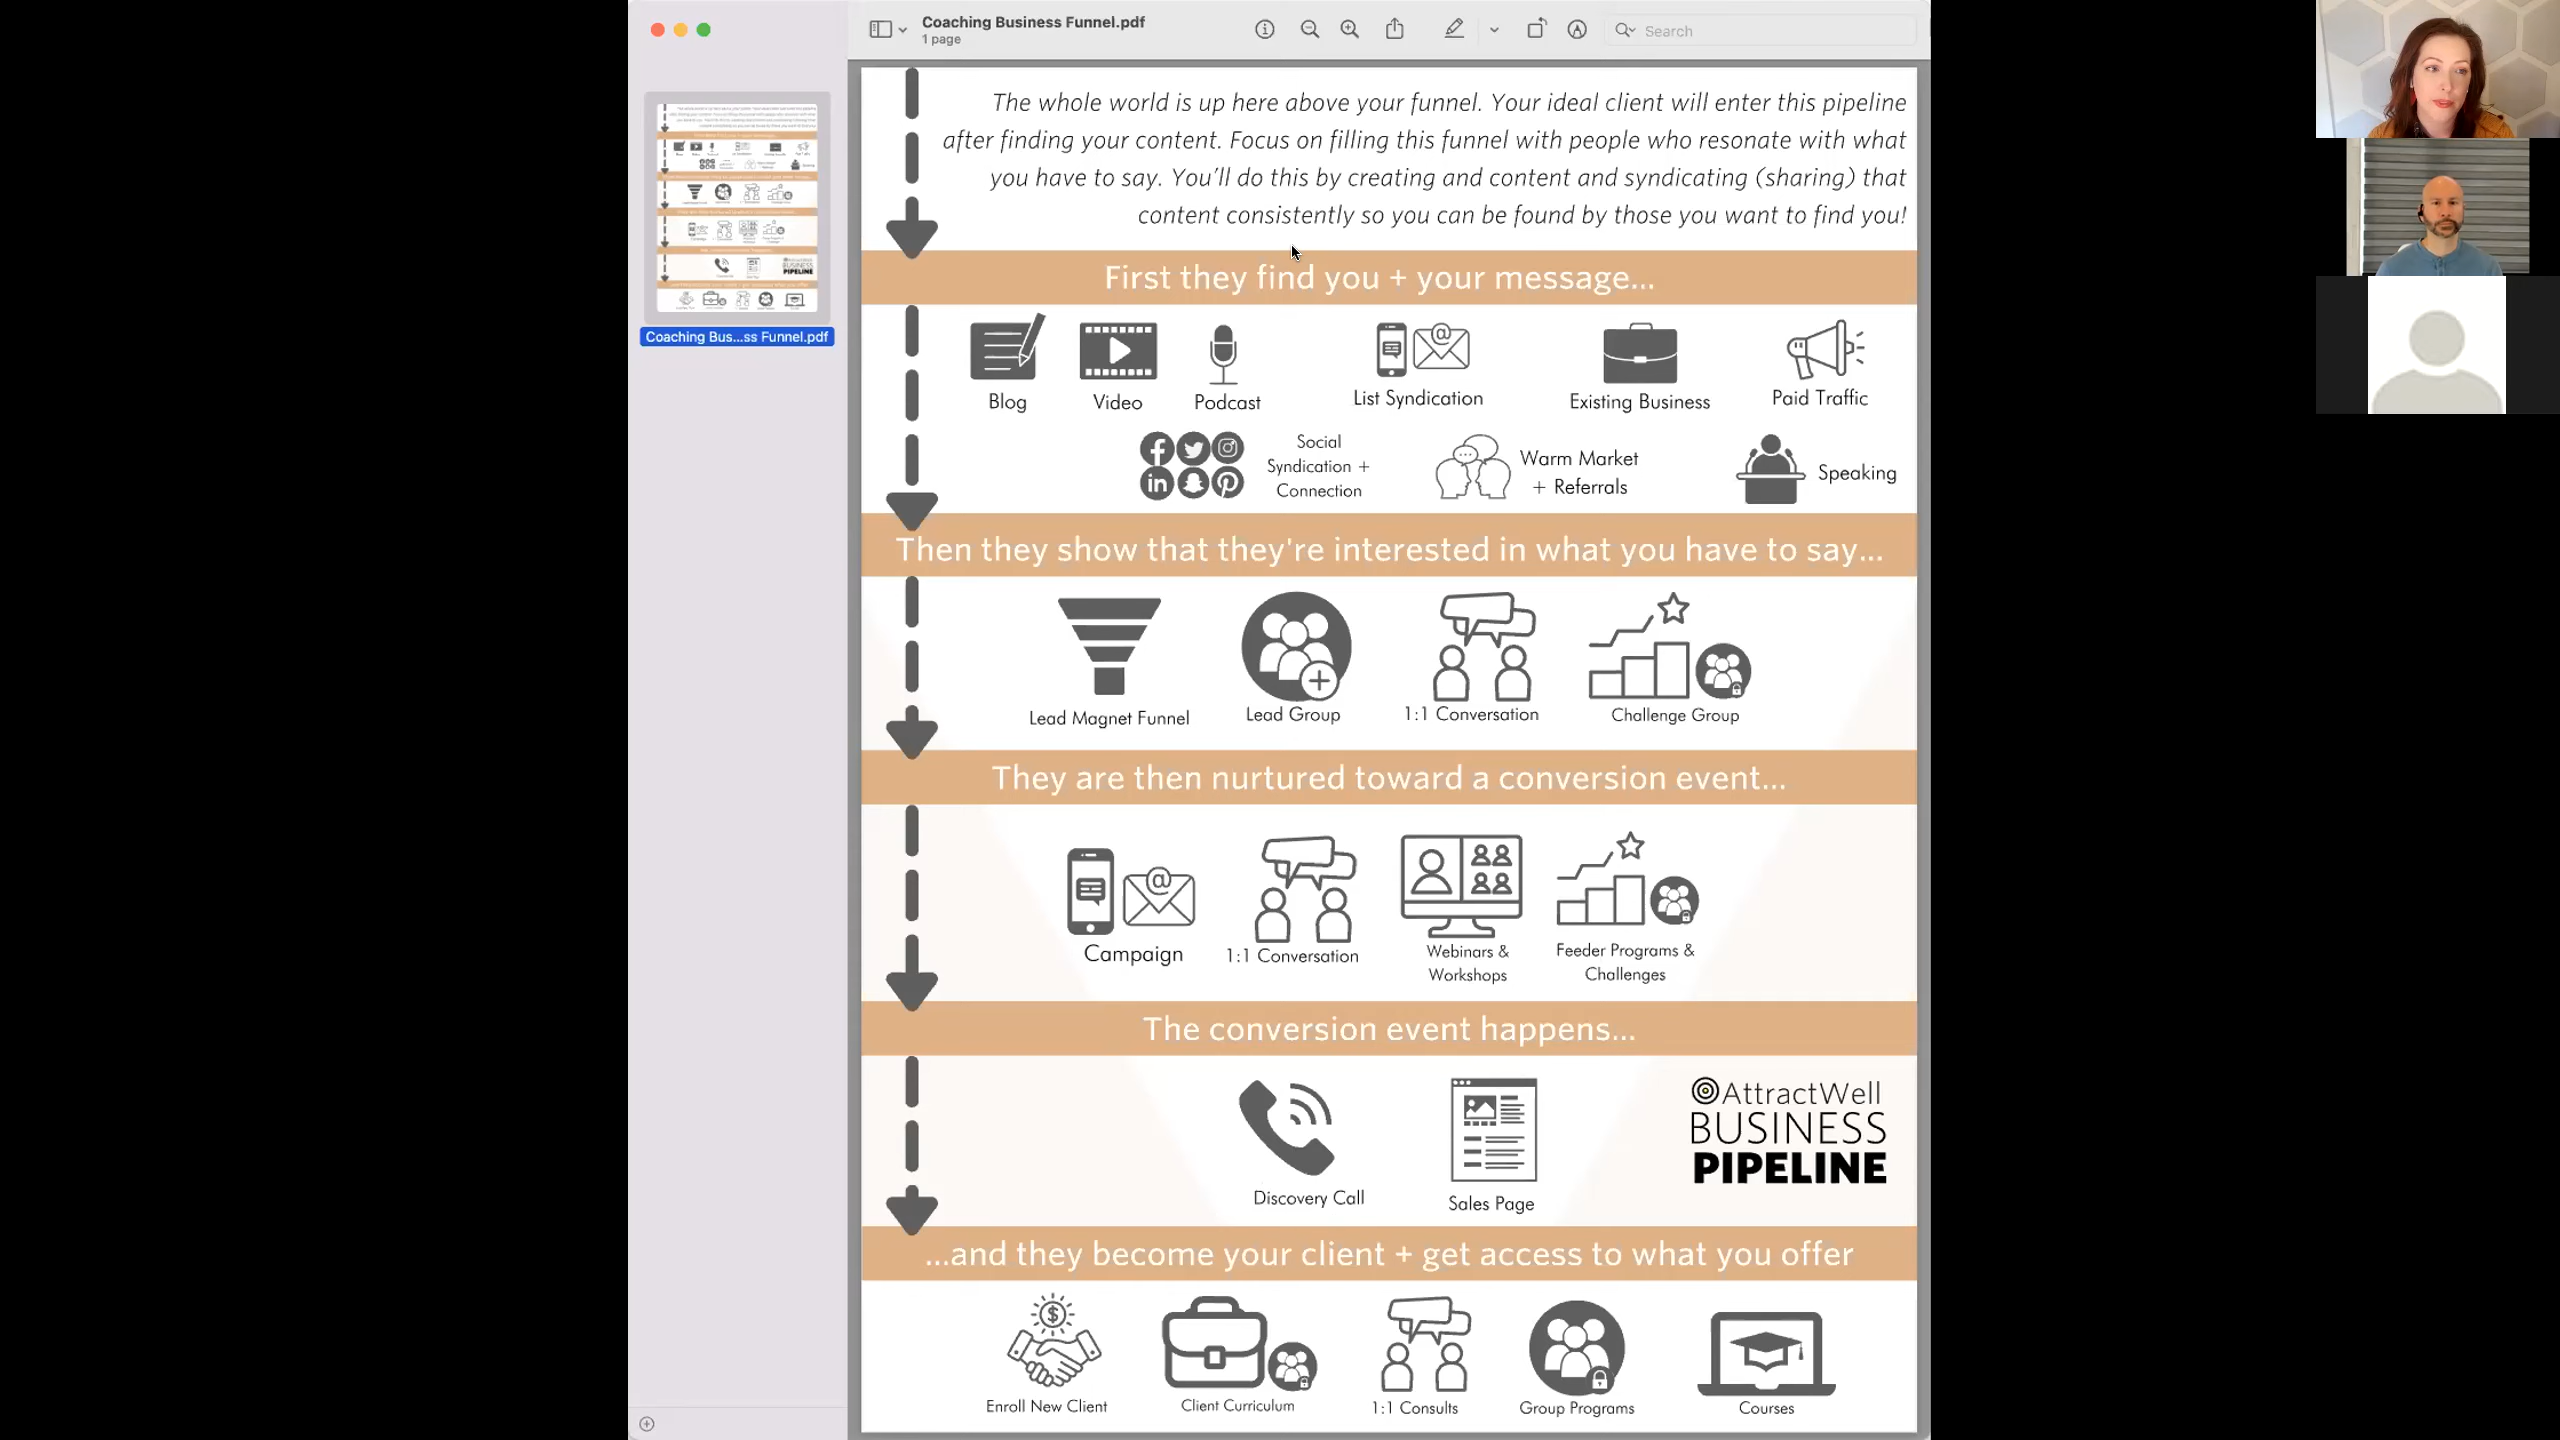 Coaching Business Funnel.pdf
1 page
Search
Coaching Bus...ss Funnel.pdf
The whole world is up here above your funnel. Your ideal client will enter this pipeline
after finding your content. Focus on filling this funnel with people who resonate with what
you have to say. You'll do this by creating and content and syndicating (sharing) that
content consistently so you can be found by those you want to find you!
First they find you + your message...
Blog
Video
Podcast
List Syndication
Existing Business
Paid Traffic
Social
Syndication +
Connection
Warm Market
+ Referrals
Speaking
Then they show that they're interested in what you have to say...
Lead Magnet Funnel
Lead Group
1:1 Conversation
Challenge Group
They are then nurtured toward a conversion event...
Campaign
1:1 Conversation
Webinars &
Workshops
Feeder Programs &
Challenges
The conversion event happens...
Discovery Call
Sales Page
AttractWell
BUSINESS
PIPELINE
...and they become your client + get access to what you offer
Enroll New Client
Client Curriculum
1:1 Consults
Group Programs
Courses